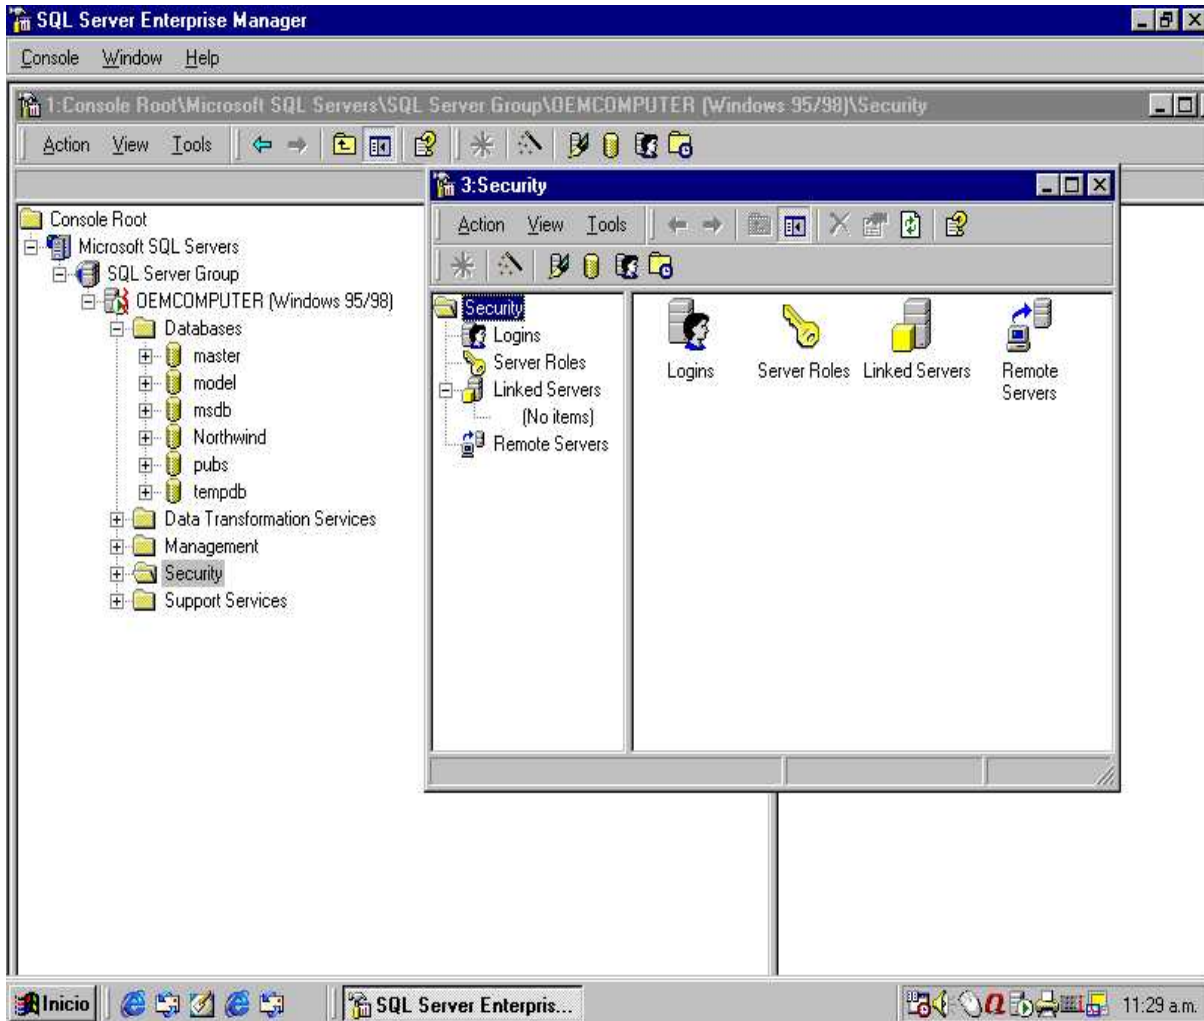 SQL Server Enterprise Manager
Console Window Help
1:Console Root\Microsoft SQL Servers\SQL Server Group\OEMCOMPUTER (Windows 95/98)\Security
Action View Tools
Console Root
Microsoft SQL Servers
SQL Server Group
OEMCOMPUTER (Windows 95/98)
Databases
master
model
msdb
Northwind
pubs
tempdb
Data Transformation Services
Management
Security
Support Services
3:Security
Action View Tools
Security
Logins
Server Roles
Linked Servers
(No items)
Remote Servers
Logins
Server Roles
Linked Servers
Remote
Servers
Inicio
SQL Server Enterpris...
11:29 a.m.